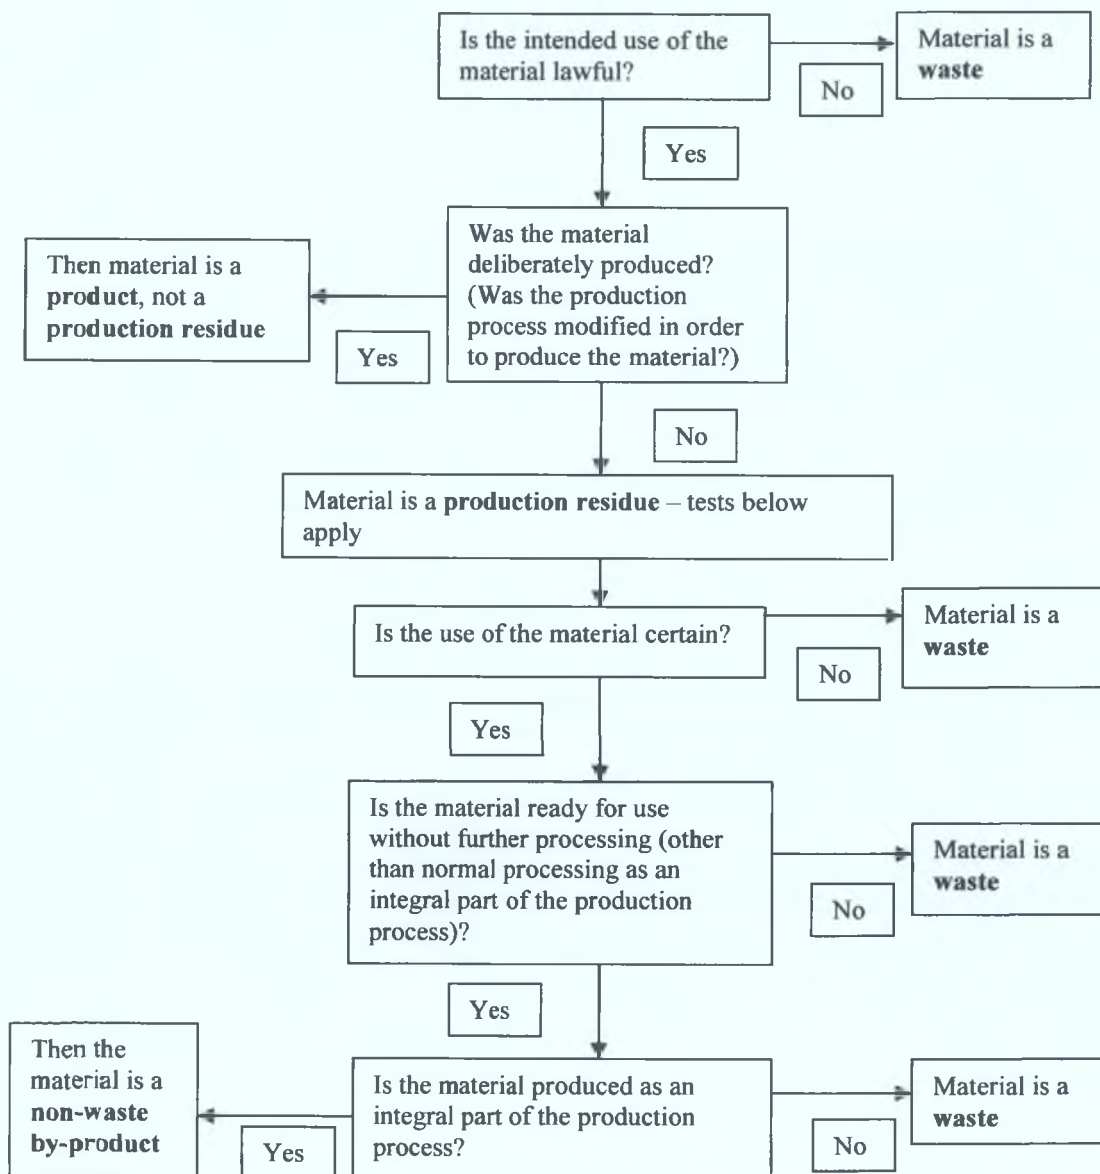 Is the intended use of the
material lawful?
Material is a
waste
No
Yes
Was the material
deliberately produced?
(Was the production
process modified in order
to produce the material?)
Then material is a
product, not a
production residue
Yes
No
Material is a production residue – tests below
apply
Is the use of the material certain?
Material is a
waste
No
Yes
Is the material ready for use
without further processing (other
than normal processing as an
integral part of the production
process)?
Material is a
waste
No
Yes
Then the
material is a
non-waste
by-product
Is the material produced as an
integral part of the production
process?
Material is a
waste
Yes
No